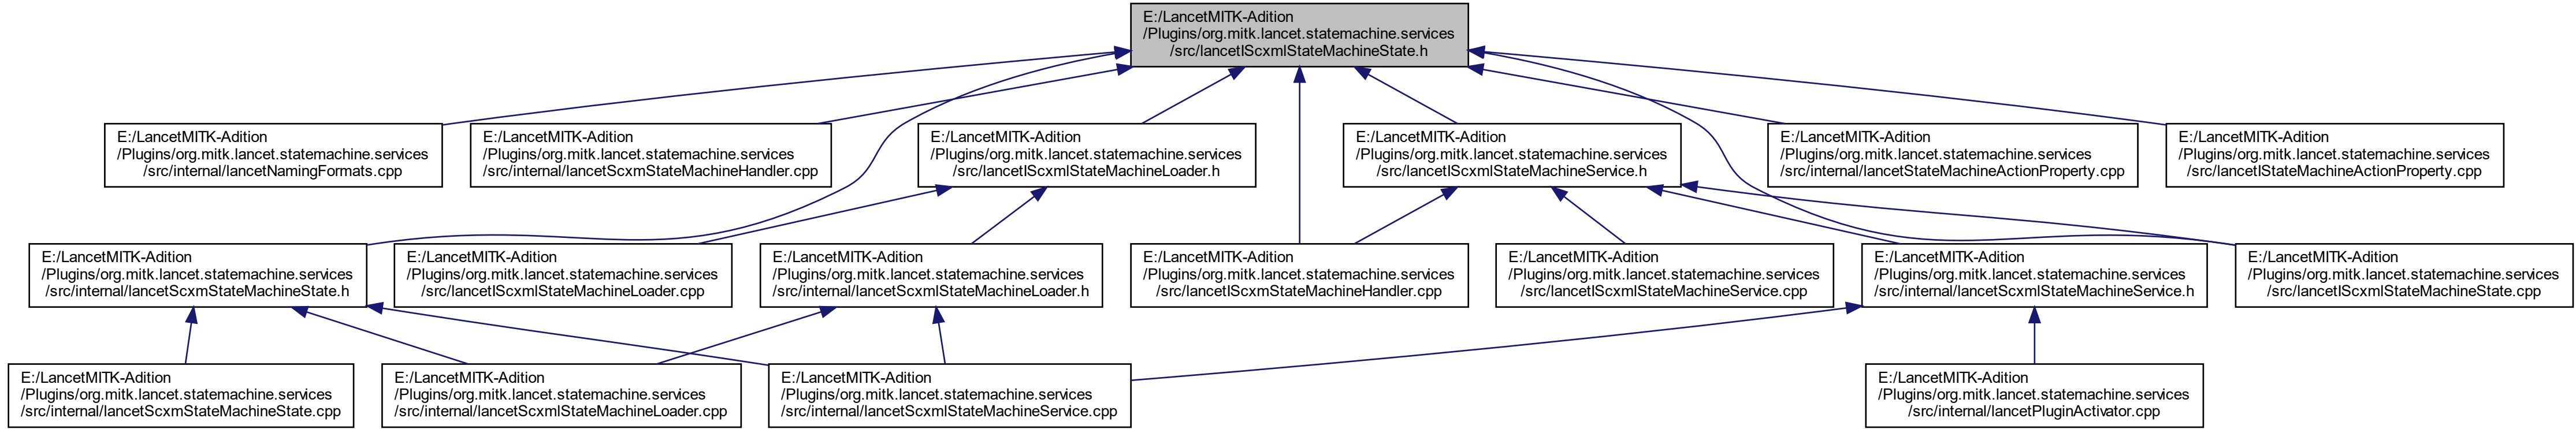 E:/LancetMITK-Adition
/Plugins/org.mitk.lancet.statemachine.services
/src/lancetIScxmlStateMachineState.h
E:/LancetMITK-Adition
/Plugins/org.mitk.lancet.statemachine.services
/src/internal/lancetNamingFormats.cpp
E:/LancetMITK-Adition
/Plugins/org.mitk.lancet.statemachine.services
/src/internal/lancetScxmStateMachineHandler.cpp
E:/LancetMITK-Adition
/Plugins/org.mitk.lancet.statemachine.services
/src/lancetIScxmlStateMachineLoader.h
E:/LancetMITK-Adition
/Plugins/org.mitk.lancet.statemachine.services
/src/lancetIScxmlStateMachineService.h
E:/LancetMITK-Adition
/Plugins/org.mitk.lancet.statemachine.services
/src/internal/lancetStateMachineActionProperty.cpp
E:/LancetMITK-Adition
/Plugins/org.mitk.lancet.statemachine.services
/src/lancetIStateMachineActionProperty.cpp
E:/LancetMITK-Adition
/Plugins/org.mitk.lancet.statemachine.services
/src/internal/lancetScxmStateMachineState.h
E:/LancetMITK-Adition
/Plugins/org.mitk.lancet.statemachine.services
/src/lancetIScxmlStateMachineLoader.cpp
E:/LancetMITK-Adition
/Plugins/org.mitk.lancet.statemachine.services
/src/internal/lancetScxmlStateMachineLoader.h
E:/LancetMITK-Adition
/Plugins/org.mitk.lancet.statemachine.services
/src/lancetIScxmStateMachineHandler.cpp
E:/LancetMITK-Adition
/Plugins/org.mitk.lancet.statemachine.services
/src/lancetIScxmlStateMachineService.cpp
E:/LancetMITK-Adition
/Plugins/org.mitk.lancet.statemachine.services
/src/internal/lancetScxmlStateMachineService.h
E:/LancetMITK-Adition
/Plugins/org.mitk.lancet.statemachine.services
/src/lancetIScxmlStateMachineState.cpp
E:/LancetMITK-Adition
/Plugins/org.mitk.lancet.statemachine.services
/src/internal/lancetScxmStateMachineState.cpp
E:/LancetMITK-Adition
/Plugins/org.mitk.lancet.statemachine.services
/src/internal/lancetScxmlStateMachineLoader.cpp
E:/LancetMITK-Adition
/Plugins/org.mitk.lancet.statemachine.services
/src/internal/lancetScxmlStateMachineService.cpp
E:/LancetMITK-Adition
/Plugins/org.mitk.lancet.statemachine.services
/src/internal/lancetPluginActivator.cpp